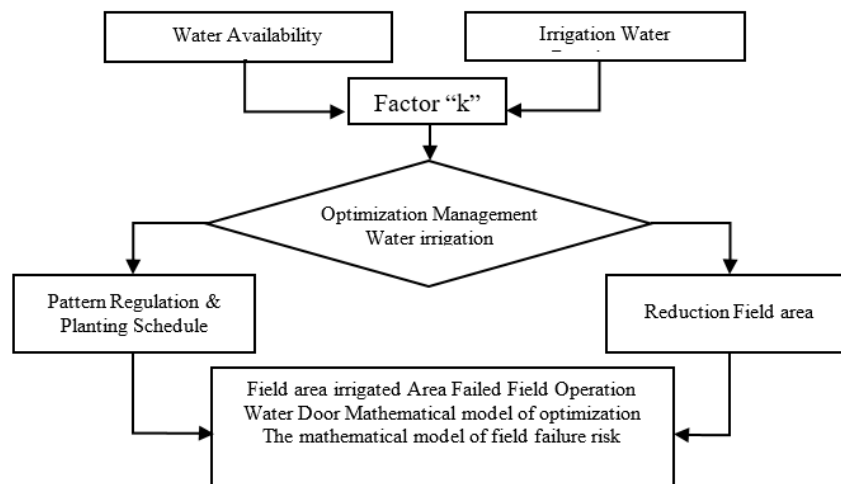 Water Availability
Irrigation Water
Factor “k”
Optimization Management
Water irrigation
Pattern Regulation &
Planting Schedule
Reduction Field area
Field area irrigated Area Failed Field Operation
Water Door Mathematical model of optimization
The mathematical model of field failure risk